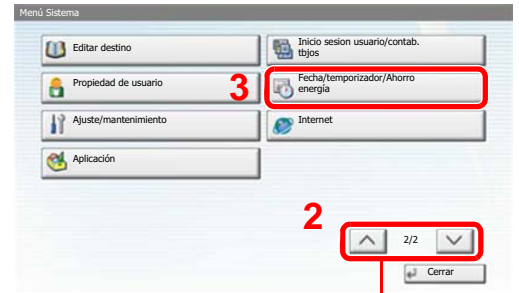 Menú Sistema
Editar destino
Inicio sesion usuario/contab.
tbjos
Propiedad de usuario
3
Fecha/temporizador/Ahorro
energía
Ajuste/mantenimiento
Internet
Aplicación
2
2/2
Cerrar